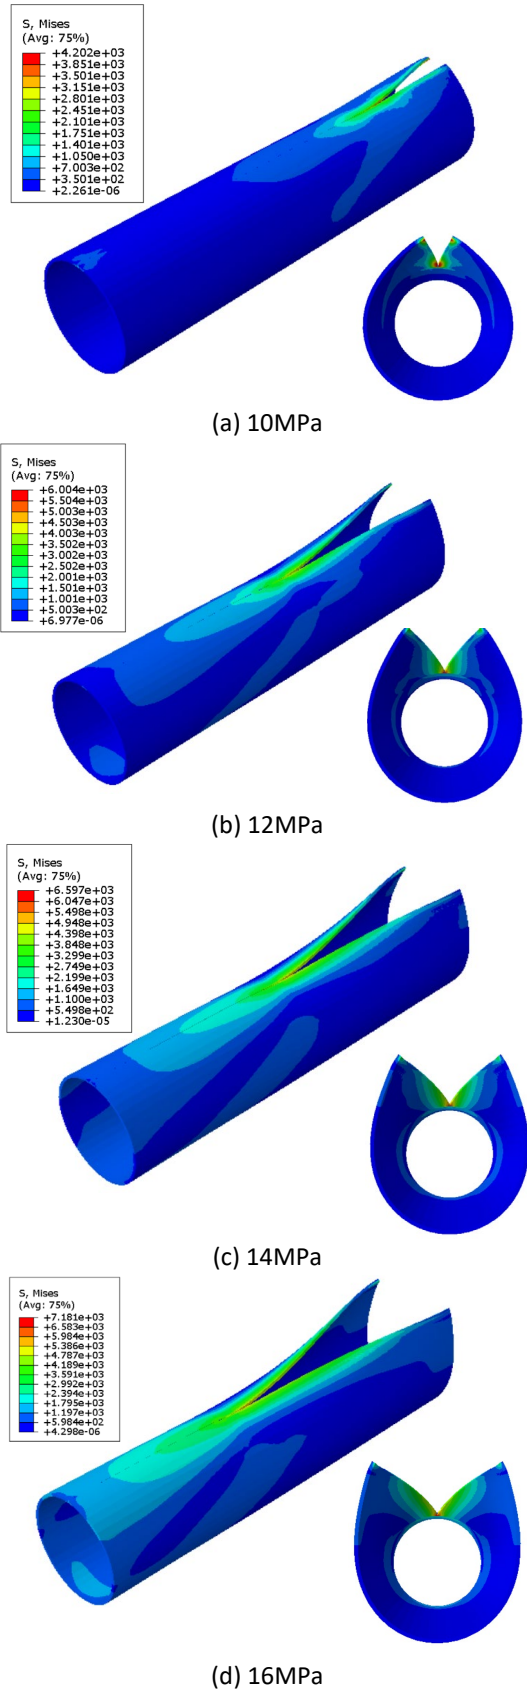 S, Mises
(Avg: 75%)
+4.202e+03
+3.851e+03
+3.501e+03
+3.151e+03
+2.801e+03
+2.451e+03
+2.101e+03
+1.751e+03
+1.401e+03
+1.050e+03
+7.003e+02
+3.501e+02
+2.261e-06
(a) 10MPa
S, Mises
(Avg: 75%)
+6.004e+03
+5.504e+03
+5.003e+03
+4.503e+03
+4.003e+03
+3.502e+03
+3.002e+03
+2.502e+03
+2.001e+03
+1.501e+03
+1.001e+03
+5.003e+02
+6.977e-06
(b) 12MPa
S, Mises
(Avg: 75%)
+6.597e+03
+6.047e+03
+5.498e+03
+4.948e+03
+4.398e+03
+3.848e+03
+3.299e+03
+2.749e+03
+2.199e+03
+1.649e+03
+1.100e+03
+5.498e+02
+1.230e-05
(c) 14MPa
S, Mises
(Avg: 75%)
+7.181e+03
+6.583e+03
+5.984e+03
+5.386e+03
+4.787e+03
+4.189e+03
+3.591e+03
+2.992e+03
+2.394e+03
+1.795e+03
+1.197e+03
+5.984e+02
+4.298e-06
(d) 16MPa